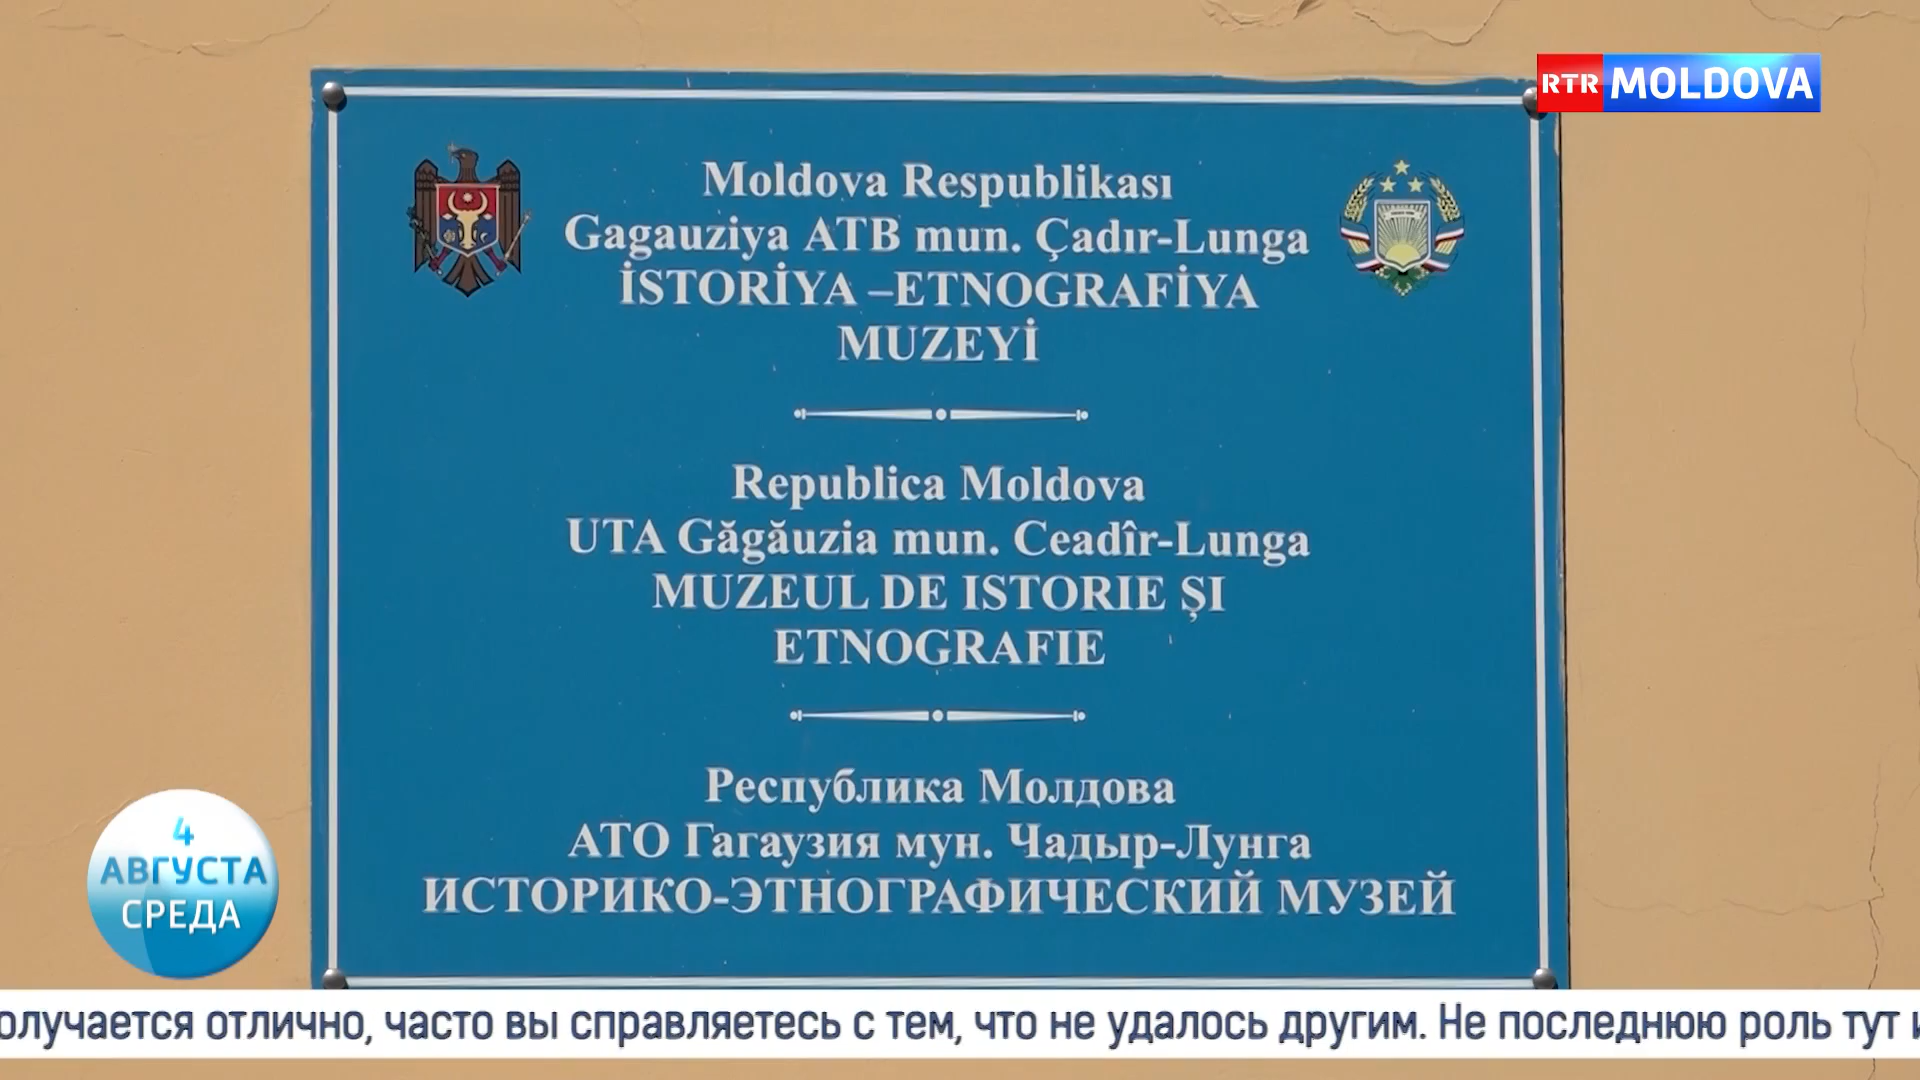 RTR MOLDOVA
Moldova Respublikası
Gagauziya ATB mun. Çadır-Lunga
İSTORİYA –ETNOGRAFİYA
MUZEYİ
Republica Moldova
UTA Găgăuzia mun. Ceadîr-Lunga
MUZEUL DE ISTORIE ȘI
ETNOGRAFIE
Республика Молдова
АТО Гагаузия мун. Чадыр-Лунга
ИСТОРИКО-ЭТНОГРАФИЧЕСКИЙ МУЗЕЙ
4
АВГУСТА
СРЕДА
олучается отлично, часто вы справляетесь с тем, что не удалось другим. Не последнюю роль тут и